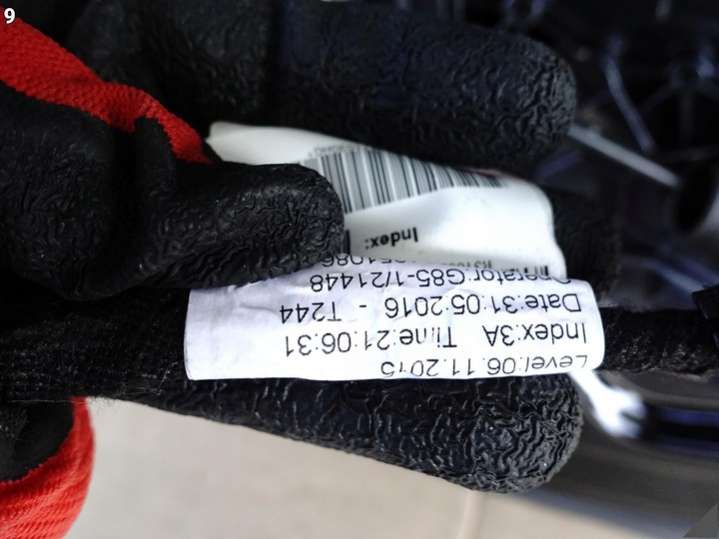 9
Index:
Operator:G85-1/21448
Date:31.05.2016 - T244
Index:3A Time:21:06:31
Level:06.11.2015